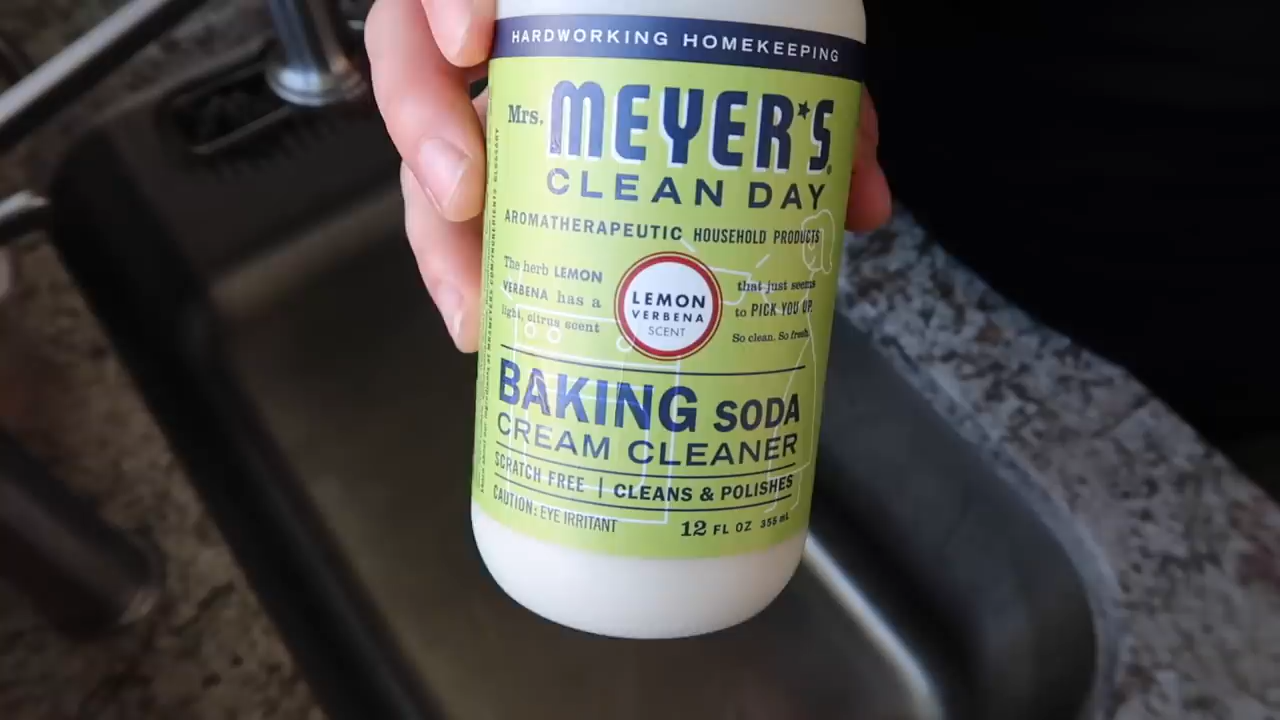 HARDWORKING HOMEKEEPING
Mrs. MEYER'S
CLEAN DAY
AROMATHERAPEUTIC HOUSEHOLD PRODUCTS
The herb LEMON
VERBENA has a
light, citrus scent
LEMON
VERBENA
SCENT
that just seems
to PICK YOU UP.
So clean. So fresh.
BAKING SODA
CREAM CLEANER
SCRATCH FREE | CLEANS & POLISHES
CAUTION: EYE IRRITANT
12 FL OZ 355 mL